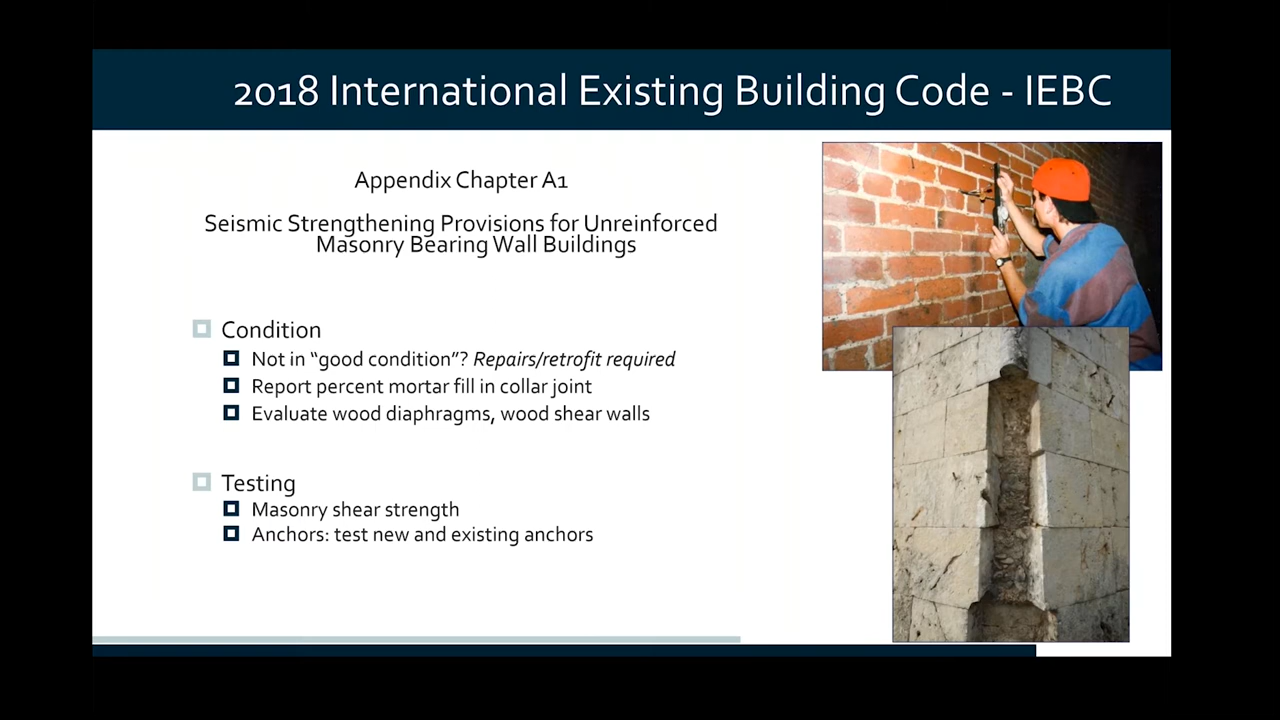 2018 International Existing Building Code - IEBC
Appendix Chapter A1
Seismic Strengthening Provisions for Unreinforced
Masonry Bearing Wall Buildings
Condition
Not in “good condition”? Repairs/retrofit required
Report percent mortar fill in collar joint
Evaluate wood diaphragms, wood shear walls
Testing
Masonry shear strength
Anchors: test new and existing anchors